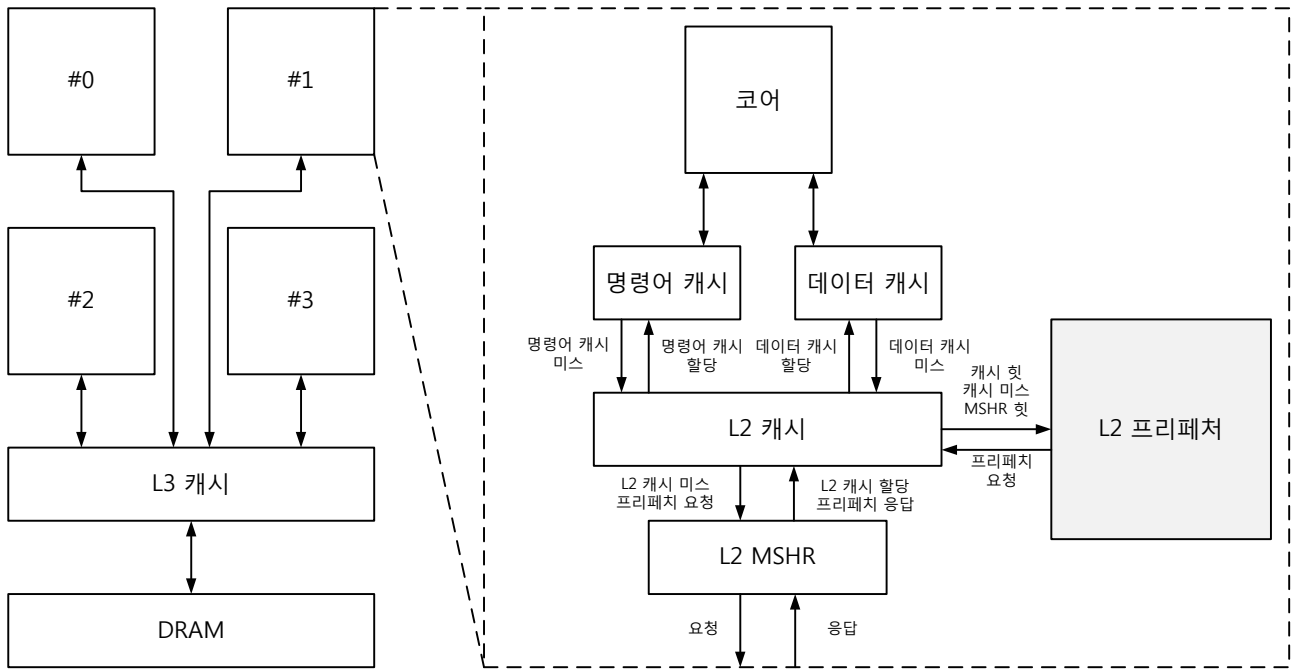 #0
#1
#2
#3
L3 캐시
DRAM
코어
명령어 캐시
데이터 캐시
명령어 캐시
미스
명령어 캐시
할당
데이터 캐시
할당
데이터 캐시
미스
L2 캐시
캐시 힛
캐시 미스
MSHR 힛
프리페치
요청
L2 프리페처
L2 캐시 미스
프리페치 요청
L2 캐시 할당
프리페치 응답
L2 MSHR
요청
응답